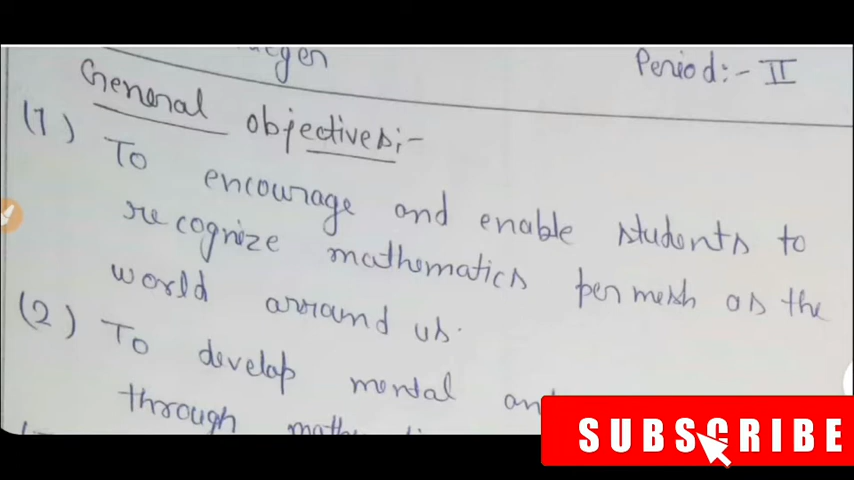 Period:- II
General objectives:-
(1) To encourage and enable students to
recognize mathematics permesh as the
world arround us.
(2) To develop mental and
through
SUBSCRIBE